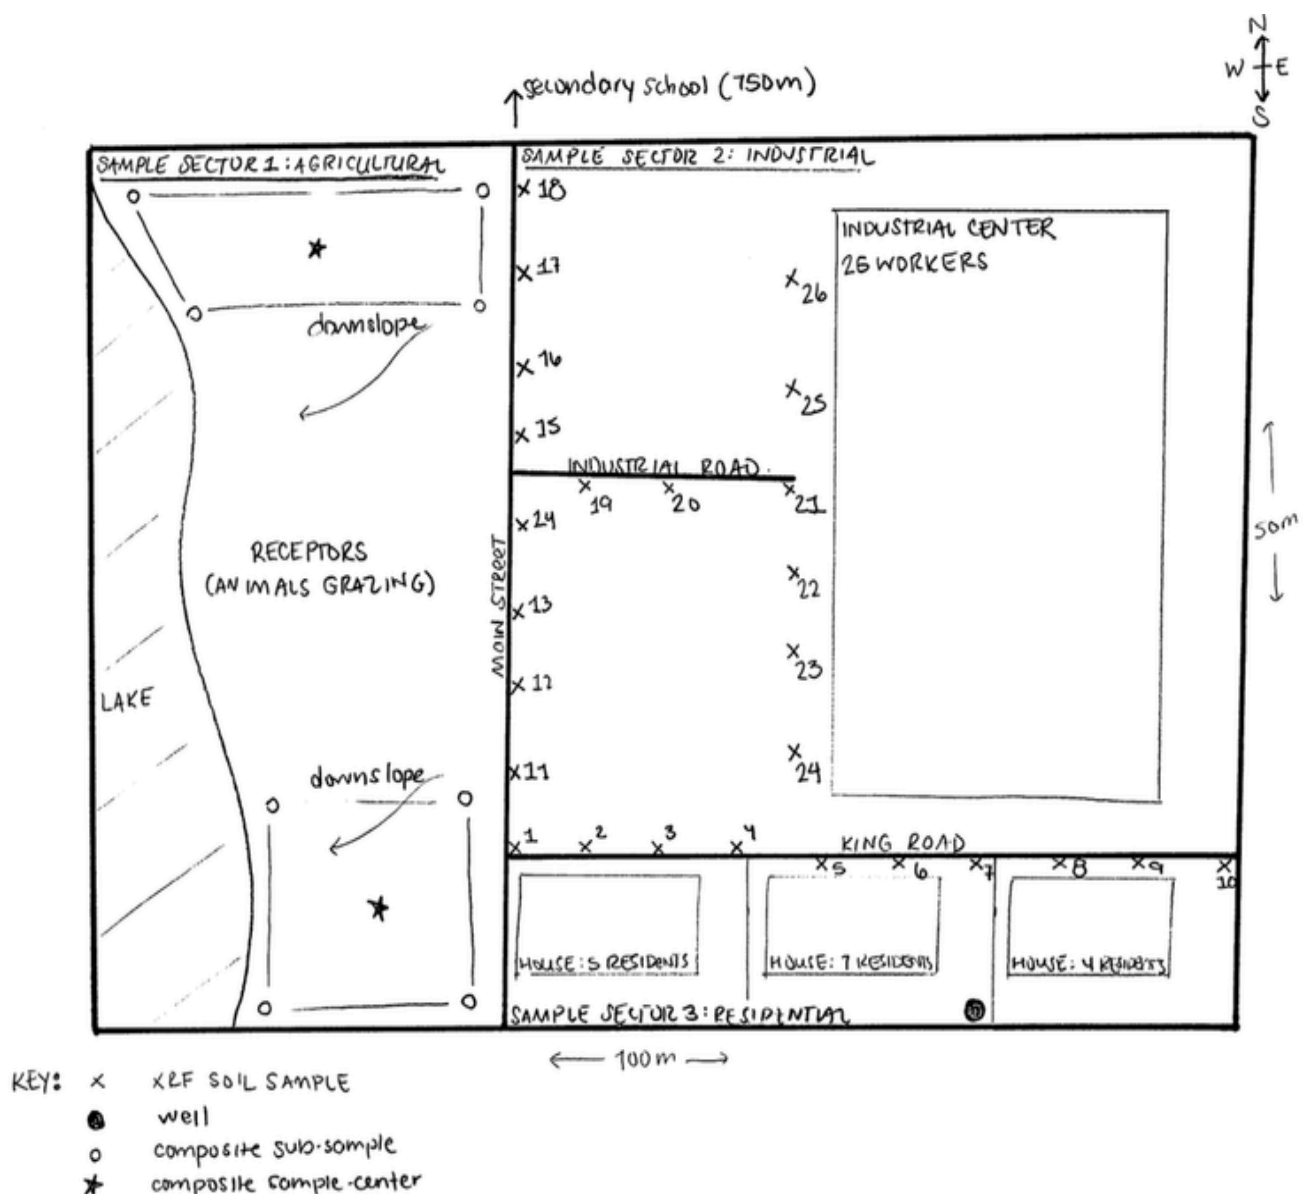 N
W E
S
secondary school (750m)
SAMPLE SECTOR 1: AGRICULTURAL
SAMPLE SECTOR 2: INDUSTRIAL
18
17
16
15
INDUSTRIAL CENTER
25 WORKERS
26
25
downslope
INDUSTRIAL ROAD
19
20
21
14
13
12
11
22
23
24
50m
RECEPTORS
(ANIMALS GRAZING)
MAIN STREET
LAKE
downslope
1
2
3
4
KING ROAD
5
6
7
8
9
10
HOUSE: 5 RESIDENTS
HOUSE: 7 RESIDENTS
HOUSE: 4 RESIDENTS
SAMPLE SECTOR 3: RESIDENTIAL
100m
KEY:
x XRF SOIL SAMPLE
well
composite sub-sample
composite sample-center